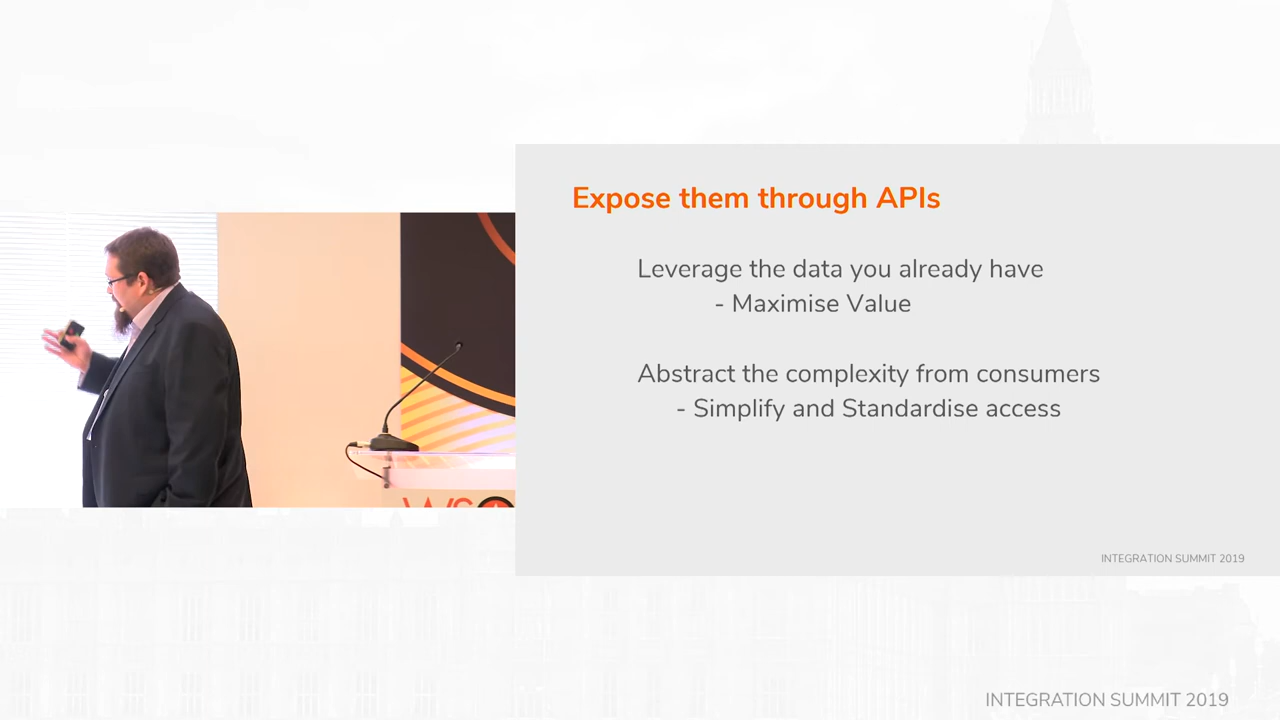 Expose them through APIs
Leverage the data you already have
- Maximise Value
Abstract the complexity from consumers
- Simplify and Standardise access
INTEGRATION SUMMIT 2019
INTEGRATION SUMMIT 2019